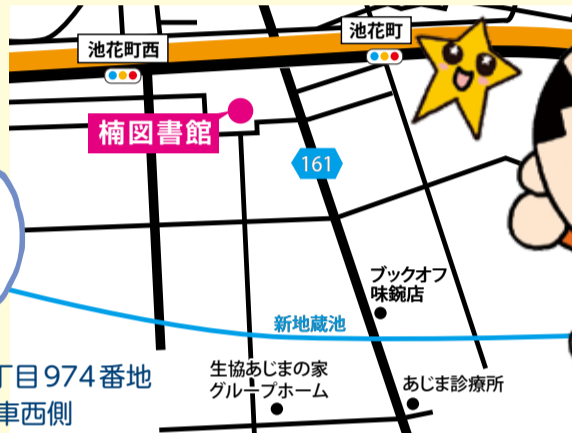 池花町西
池花町
楠図書館
161
ブックオフ
味鋺店
新地蔵池
生協あじまの家
グループホーム
あじま診療所
丁目974番地
車西側